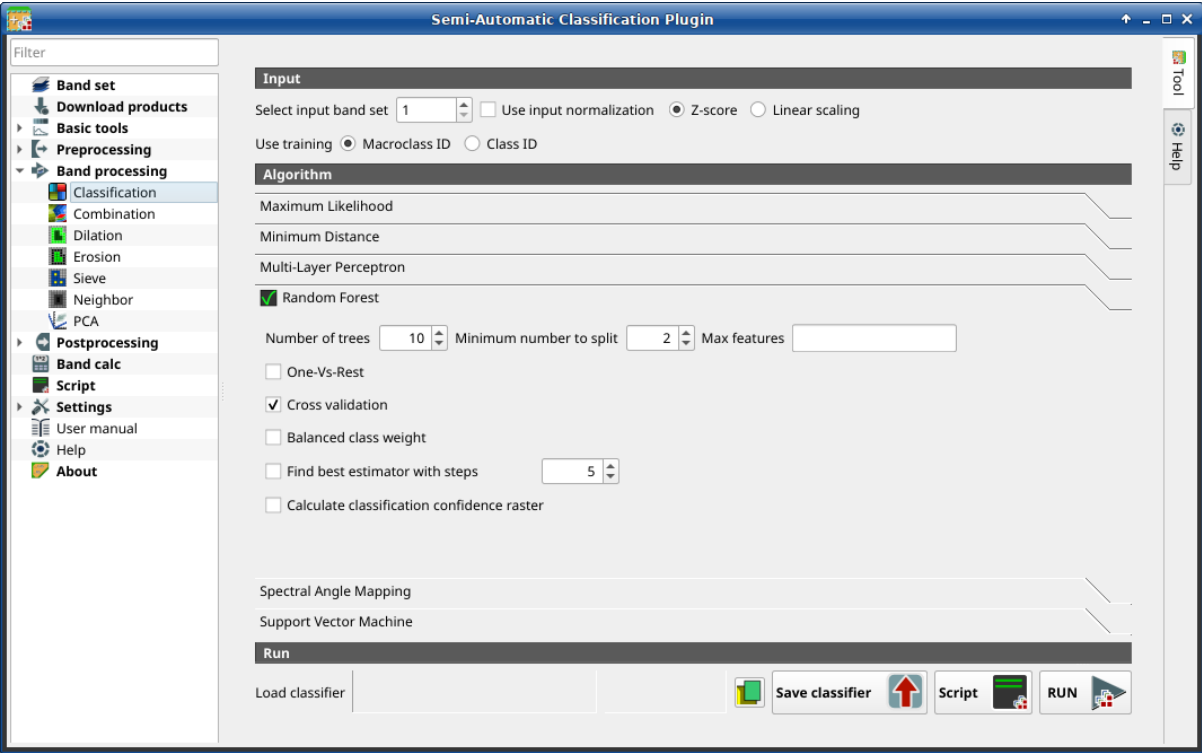 Semi-Automatic Classification Plugin
Filter
Band set
Download products
Basic tools
Preprocessing
Band processing
Classification
Combination
Dilation
Erosion
Sieve
Neighbor
PCA
Postprocessing
Band calc
Script
Settings
User manual
Help
About
Input
Select input band set 1 Use input normalization Z-score Linear scaling
Use training Macroclass ID Class ID
Algorithm
Maximum Likelihood
Minimum Distance
Multi-Layer Perceptron
Random Forest
Number of trees 10 Minimum number to split 2 Max features
One-Vs-Rest
Cross validation
Balanced class weight
Find best estimator with steps 5
Calculate classification confidence raster
Spectral Angle Mapping
Support Vector Machine
Run
Load classifier Save classifier Script RUN
Tool
Help